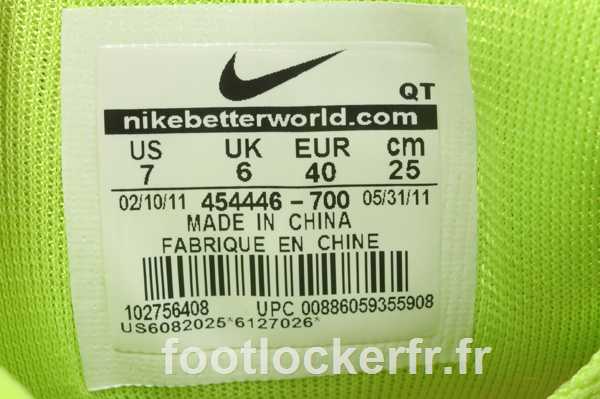 QT
nikebetterworld.com
US UK EUR cm
7 6 40 25
02/10/11 454446-700 05/31/11
MADE IN CHINA
FABRIQUE EN CHINE
102756408 UPC 00886059355908
US6082025*6127026*
footlockerfr.fr